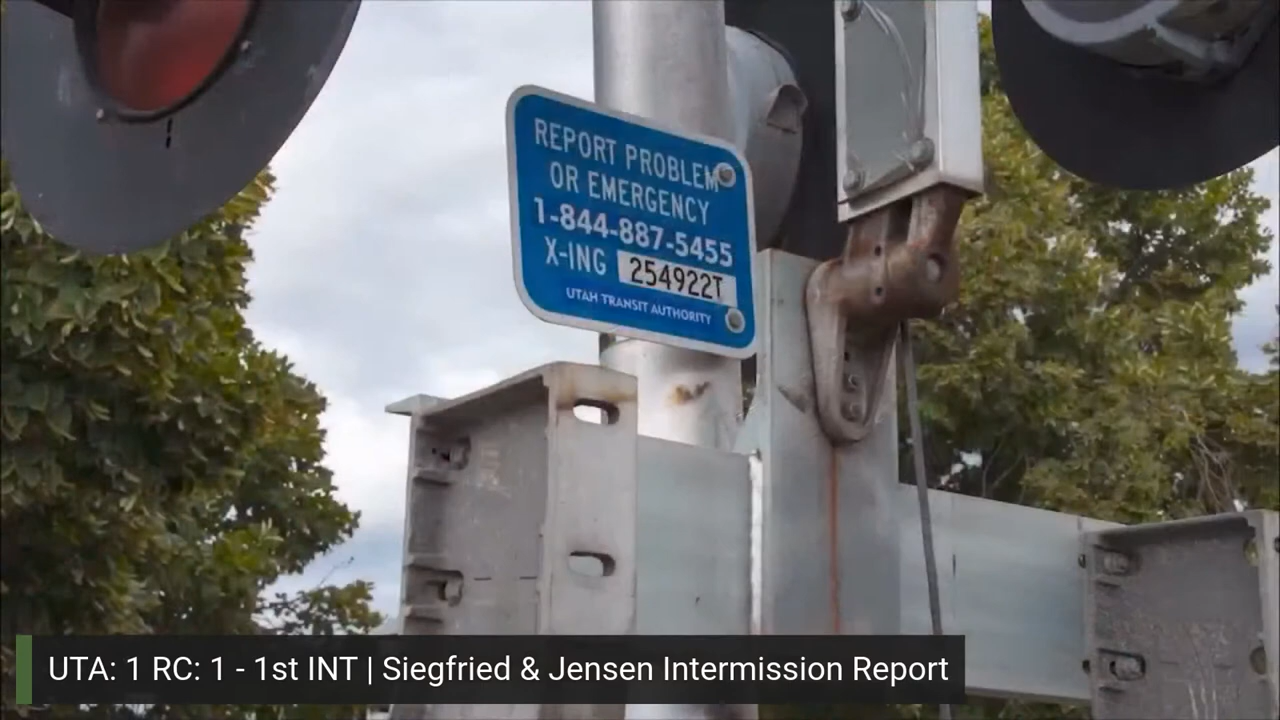 REPORT PROBLEM
OR EMERGENCY
1-844-887-5455
X-ING 254922T
UTAH TRANSIT AUTHORITY
UTA: 1 RC: 1 - 1st INT | Siegfried & Jensen Intermission Report